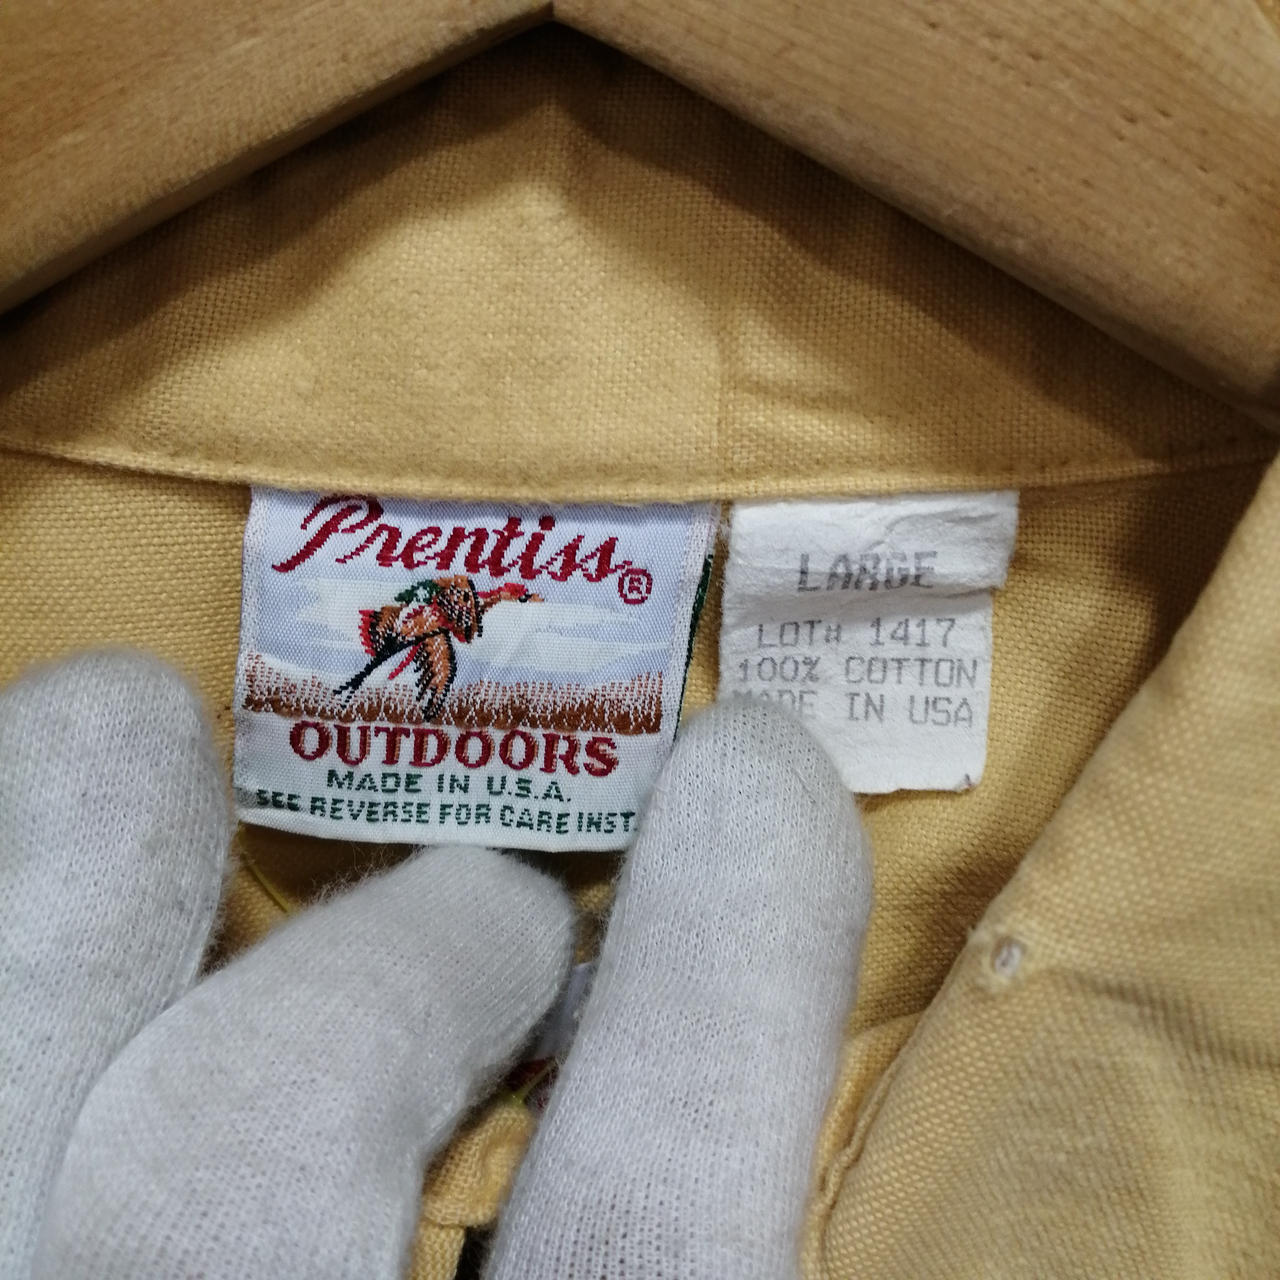 Prentiss®
OUTDOORS
MADE IN U.S.A.
SEE REVERSE FOR CARE INST.
LARGE
LOT# 1417
100% COTTON
MADE IN USA